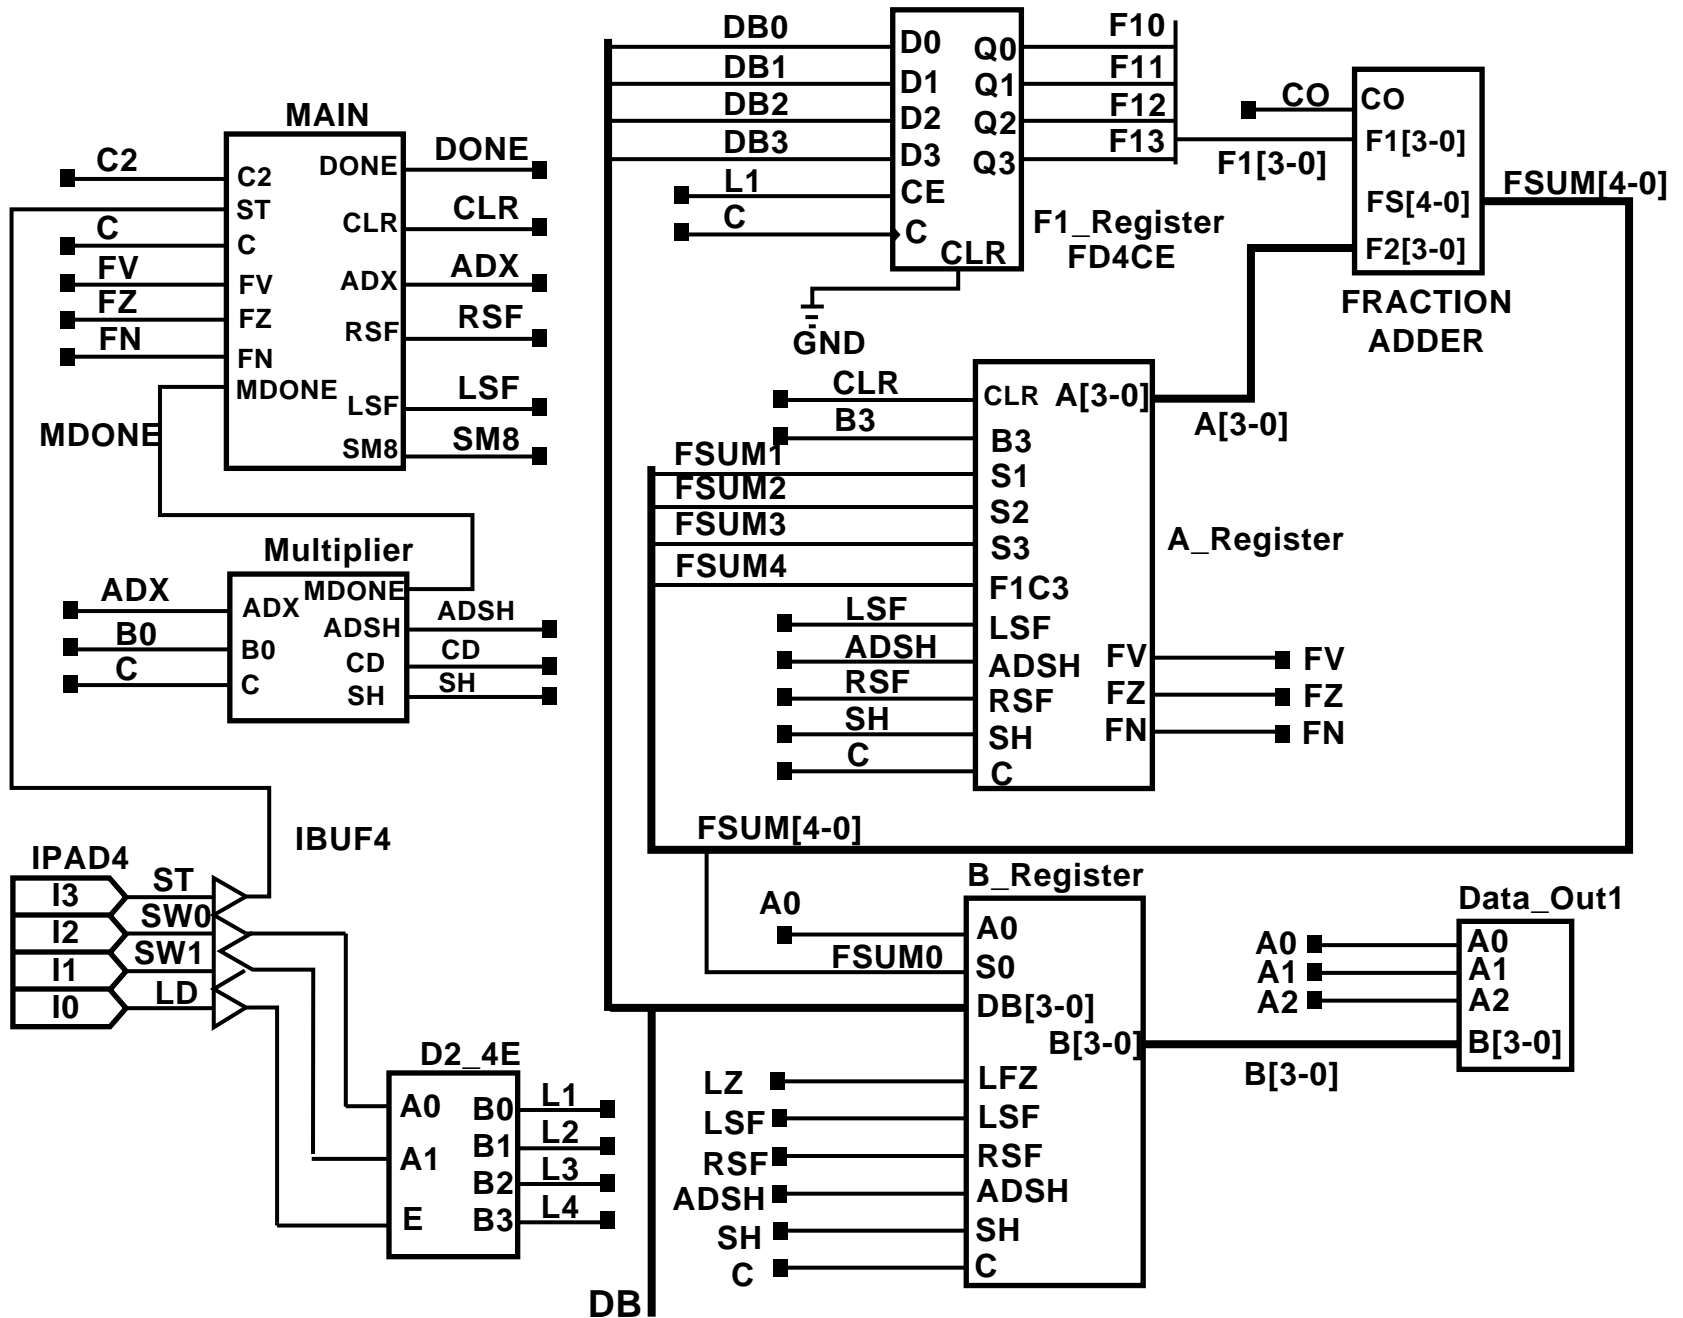 MAIN
C2
C2
ST
C
C
FV
FV
FZ
FZ
FN
FN
MDONE
MDONE
DONE
DONE
CLR
CLR
ADX
ADX
RSF
RSF
LSF
LSF
SM8
SM8
Multiplier
ADX
ADX
B0
B0
C
C
MDONE
ADSH
ADSH
CD
CD
SH
SH
IBUF4
IPAD4
I3
ST
I2
SW0
I1
SW1
I0
LD
D2_4E
A0
A1
E
B0
L1
B1
L2
B2
L3
B3
L4
DB0
D0
DB1
D1
DB2
D2
DB3
D3
L1
CE
C
C
CLR
Q0
F10
Q1
F11
Q2
F12
Q3
F13
F1_Register
FD4CE
GND
F1[3-0]
CO
CO
F1[3-0]
FS[4-0]
F2[3-0]
FSUM[4-0]
FRACTION
ADDER
CLR
CLR
A[3-0]
A[3-0]
B3
B3
FSUM1
S1
FSUM2
S2
FSUM3
S3
FSUM4
F1C3
A_Register
LSF
LSF
ADSH
ADSH
RSF
RSF
SH
SH
C
C
FV
FV
FZ
FZ
FN
FN
FSUM[4-0]
B_Register
A0
A0
FSUM0
S0
DB[3-0]
B[3-0]
B[3-0]
LZ
LFZ
LSF
LSF
RSF
RSF
ADSH
ADSH
SH
SH
C
C
DB
Data_Out1
A0
A0
A1
A1
A2
A2
B[3-0]